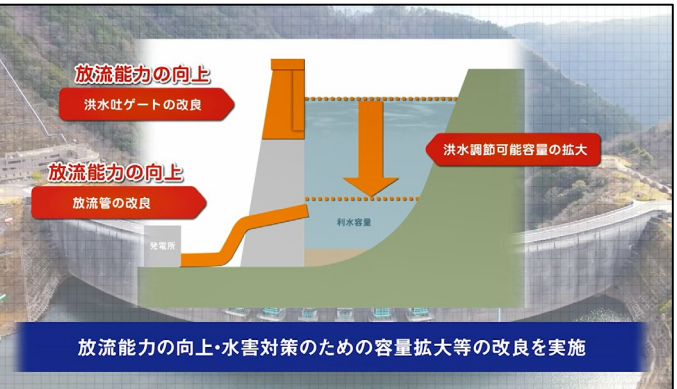 放流能力の向上
洪水吐ゲートの改良
洪水調節可能容量の拡大
放流能力の向上
放流管の改良
利水容量
発電所
放流能力の向上・水害対策のための容量拡大等の改良を実施